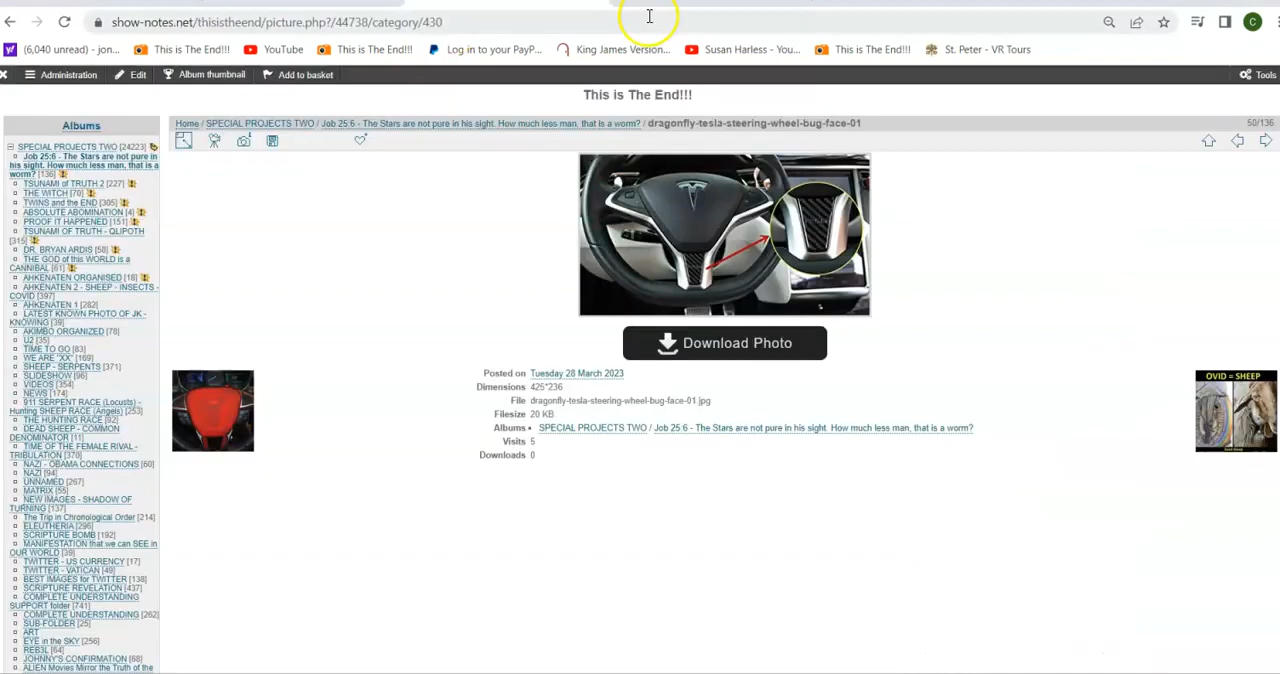 show-notes.net/thisistheend/picture.php?/44738/category/430
(6,040 unread) - jon...
This is The End!!!
YouTube
This is The End!!!
Log in to your PayP...
King James Version...
Susan Harless - You...
This is The End!!!
St. Peter - VR Tours
C
Administration
Edit
Album thumbnail
Add to basket
Tools
This is The End!!!
Albums
Home / SPECIAL PROJECTS TWO / Job 25:6 - The Stars are not pure in his sight. How much less man, that is a worm? / dragonfly-tesla-steering-wheel-bug-face-01
50/136
SPECIAL PROJECTS TWO [24223]
Job 25:6 - The Stars are not pure in
his sight. How much less man, that is a
worm? [136]
TSUNAMI of TRUTH 2 [227]
THE WITCH [70]
TWINS and the END [305]
ABSOLUTE ABOMINATION [4]
PROOF IT HAPPENED [151]
TSUNAMI OF TRUTH - QLIPOTH
[315]
DR. BRYAN ARDIS [58]
THE GOD of this WORLD is a
CANNIBAL [61]
AHKENATEN ORGANISED [18]
AHKENATEN 2 - SHEEP - INSECTS -
COVID [397]
AHKENATEN 1 [282]
LATEST KNOWN PHOTO OF JK -
KNOWING [39]
AKIMBO ORGANIZED [78]
U2 [35]
TIME TO GO [83]
WE ARE "XX" [169]
SHEEP - SERPENTS [371]
SLIDESHOW [96]
VIDEOS [354]
NEWS [174]
911 SERPENT RACE (Locusts) -
Hunting SHEEP RACE (Angels) [253]
THE HUNTING RACE [92]
DEAD SHEEP - COMMON
DENOMINATOR [11]
TIME OF THE FEMALE RIVAL -
TRIBULATION [370]
NAZI - OBAMA CONNECTIONS [60]
NAZI [94]
UNNAMED [267]
MATRIX [55]
NEW IMAGES - SHADOW OF
TURNING [137]
The Trip in Chronological Order [214]
ELEUTHERIA [296]
SCRIPTURE BOMB [192]
MANIFESTATION that we can SEE in
OUR WORLD [39]
TWITTER - US CURRENCY [17]
TWITTER - VATICAN [49]
BEST IMAGES for TWITTER [138]
SCRIPTURE REVELATION [437]
COMPLETE UNDERSTANDING
SUPPORT folder [741]
COMPLETE UNDERSTANDING [262]
SUB-FOLDER [25]
ART
EYE in the SKY [256]
REB3L [64]
JOHNNY'S CONFIRMATION [68]
ALIEN Movies Mirror the Truth of the
Download Photo
Posted on Tuesday 28 March 2023
Dimensions 425*236
File dragonfly-tesla-steering-wheel-bug-face-01.jpg
Filesize 20 KB
Albums SPECIAL PROJECTS TWO / Job 25:6 - The Stars are not pure in his sight. How much less man, that is a worm?
Visits 5
Downloads 0
OVID = SHEEP